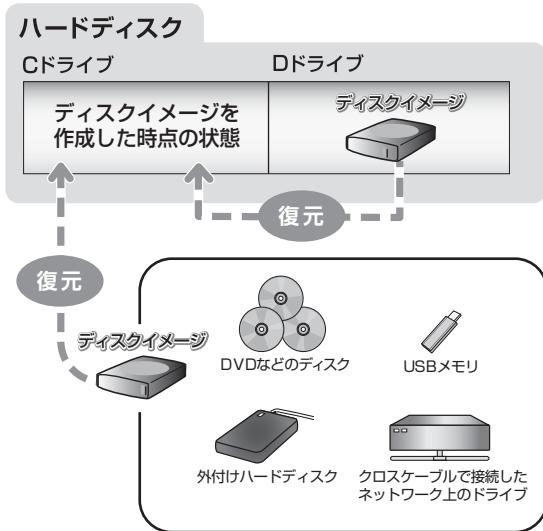 ハードディスク
Cドライブ
Dドライブ
ディスクイメージを
作成した時点の状態
ディスクイメージ
復元
復元
ディスクイメージ
DVDなどのディスク
USBメモリ
外付けハードディスク
クロスケーブルで接続した
ネットワーク上のドライブ